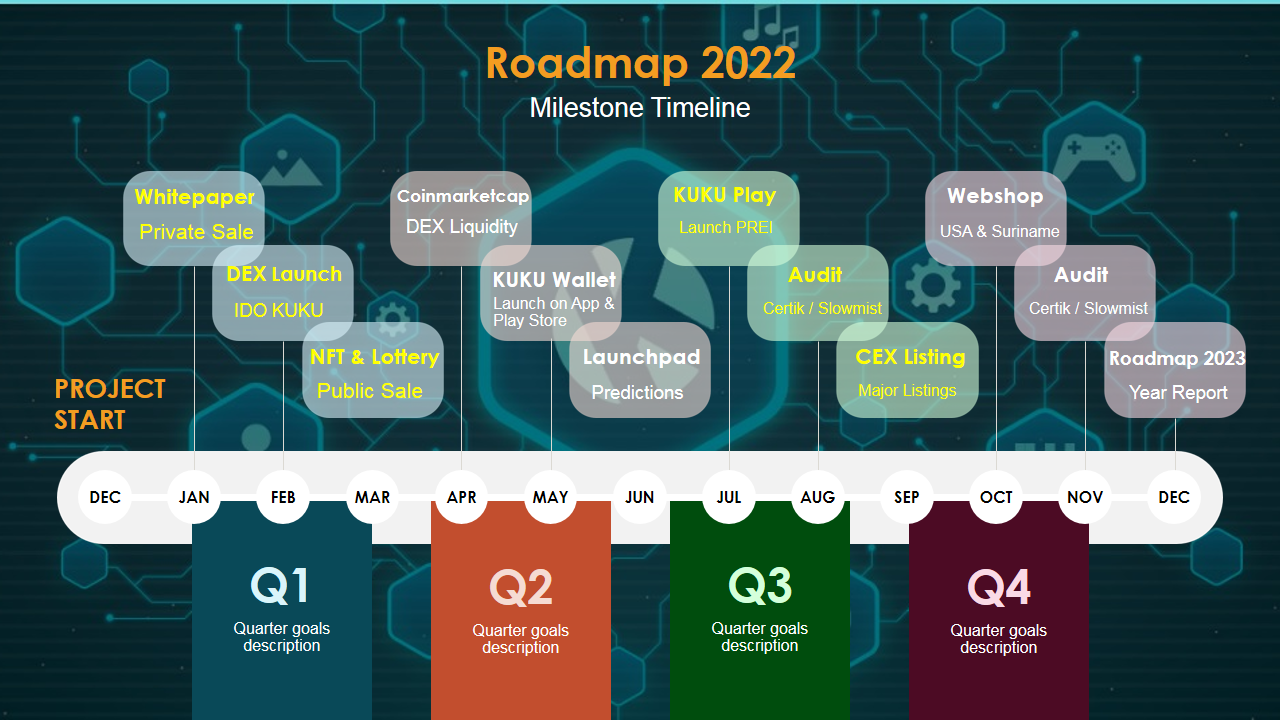 Roadmap 2022
Milestone Timeline
Whitepaper
Private Sale
DEX Launch
IDO KUKU
NFT & Lottery
Public Sale
Coinmarketcap
DEX Liquidity
KUKU Wallet
Launch on App &
Play Store
Launchpad
Predictions
KUKU Play
Launch PREI
Audit
Certik / Slowmist
CEX Listing
Major Listings
Webshop
USA & Suriname
Audit
Certik / Slowmist
Roadmap 2023
Year Report
PROJECT
START
DEC JAN FEB MAR APR MAY JUN JUL AUG SEP OCT NOV DEC
Q1
Quarter goals
description
Q2
Quarter goals
description
Q3
Quarter goals
description
Q4
Quarter goals
description